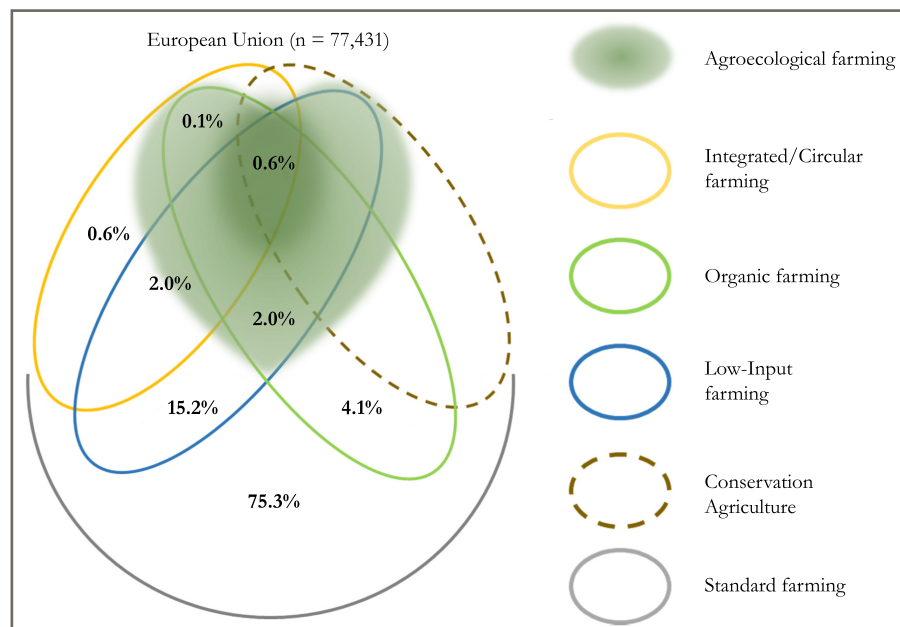 European Union (n = 77,431)
0.1%
0.6%
0.6%
2.0%
2.0%
15.2%
4.1%
75.3%
Agroecological farming
Integrated/Circular
farming
Organic farming
Low-Input
farming
Conservation
Agriculture
Standard farming